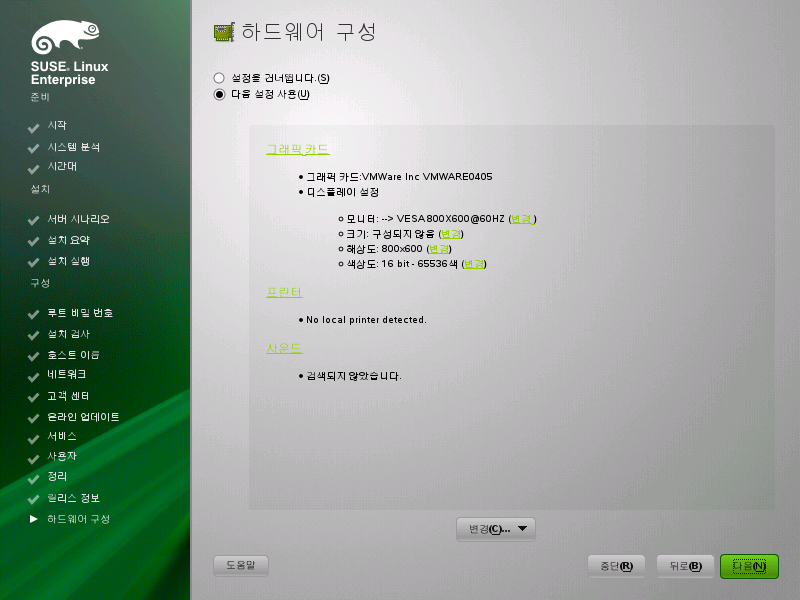 SUSE. Linux
Enterprise
준비
시작
시스템 분석
시간대
설치
서버 시나리오
설치 요약
설치 실행
구성
루트 비밀 번호
설치 검사
호스트 이름
네트워크
고객 센터
온라인 업데이트
서비스
사용자
정리
릴리스 정보
하드웨어 구성
하드웨어 구성
설정을 건너뜁니다.(S)
다음 설정 사용(U)
그래픽 카드
• 그래픽 카드:VMWare Inc VMWARE0405
• 디스플레이 설정
모니터: --> VESA 800X600@60HZ (변경)
크기: 구성되지 않음 (변경)
해상도: 800x600 (변경)
색상도: 16 bit - 65536색 (변경)
프린터
• No local printer detected.
사운드
• 검색되지 않았습니다.
변경(C)...
도움말
중단(R)
뒤로(B)
다음(N)